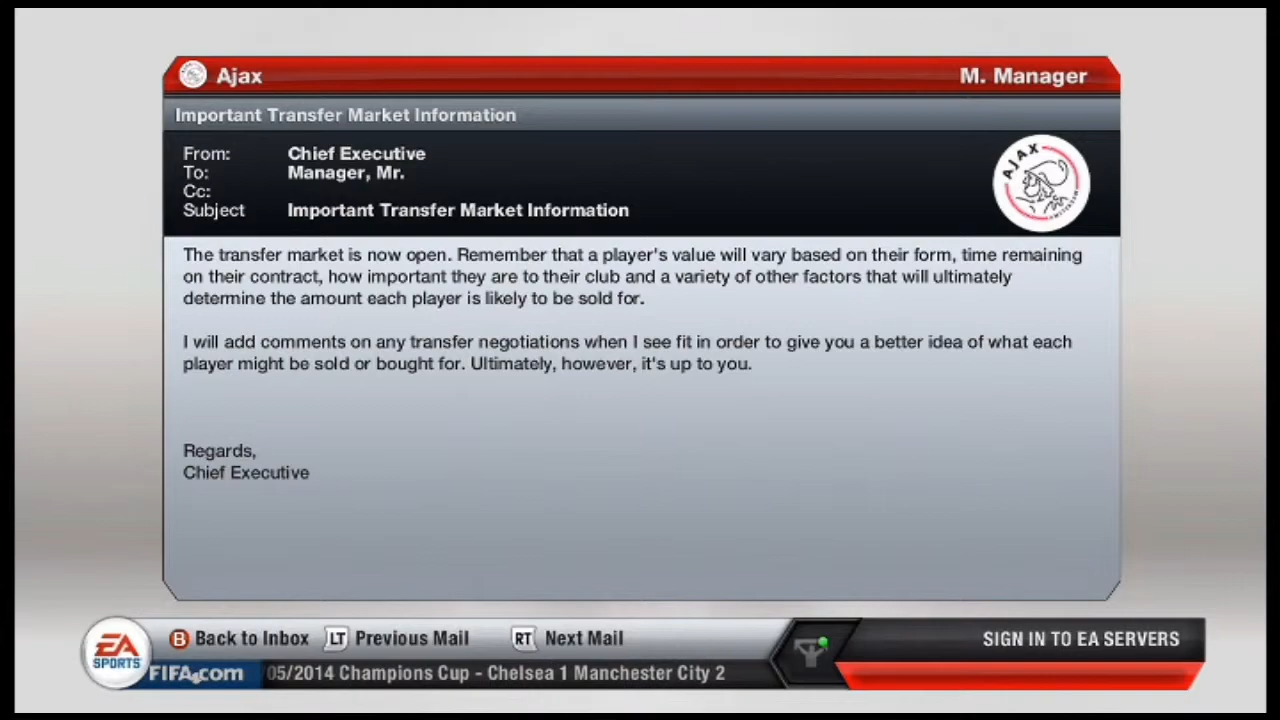 Ajax
M. Manager
Important Transfer Market Information
From: Chief Executive
To: Manager, Mr.
Cc:
Subject Important Transfer Market Information
AJAX
The transfer market is now open. Remember that a player's value will vary based on their form, time remaining
on their contract, how important they are to their club and a variety of other factors that will ultimately
determine the amount each player is likely to be sold for.
I will add comments on any transfer negotiations when I see fit in order to give you a better idea of what each
player might be sold or bought for. Ultimately, however, it's up to you.
Regards,
Chief Executive
EA
SPORTS
B Back to Inbox LT Previous Mail RT Next Mail
SIGN IN TO EA SERVERS
FIFA.com 05/2014 Champions Cup - Chelsea 1 Manchester City 2